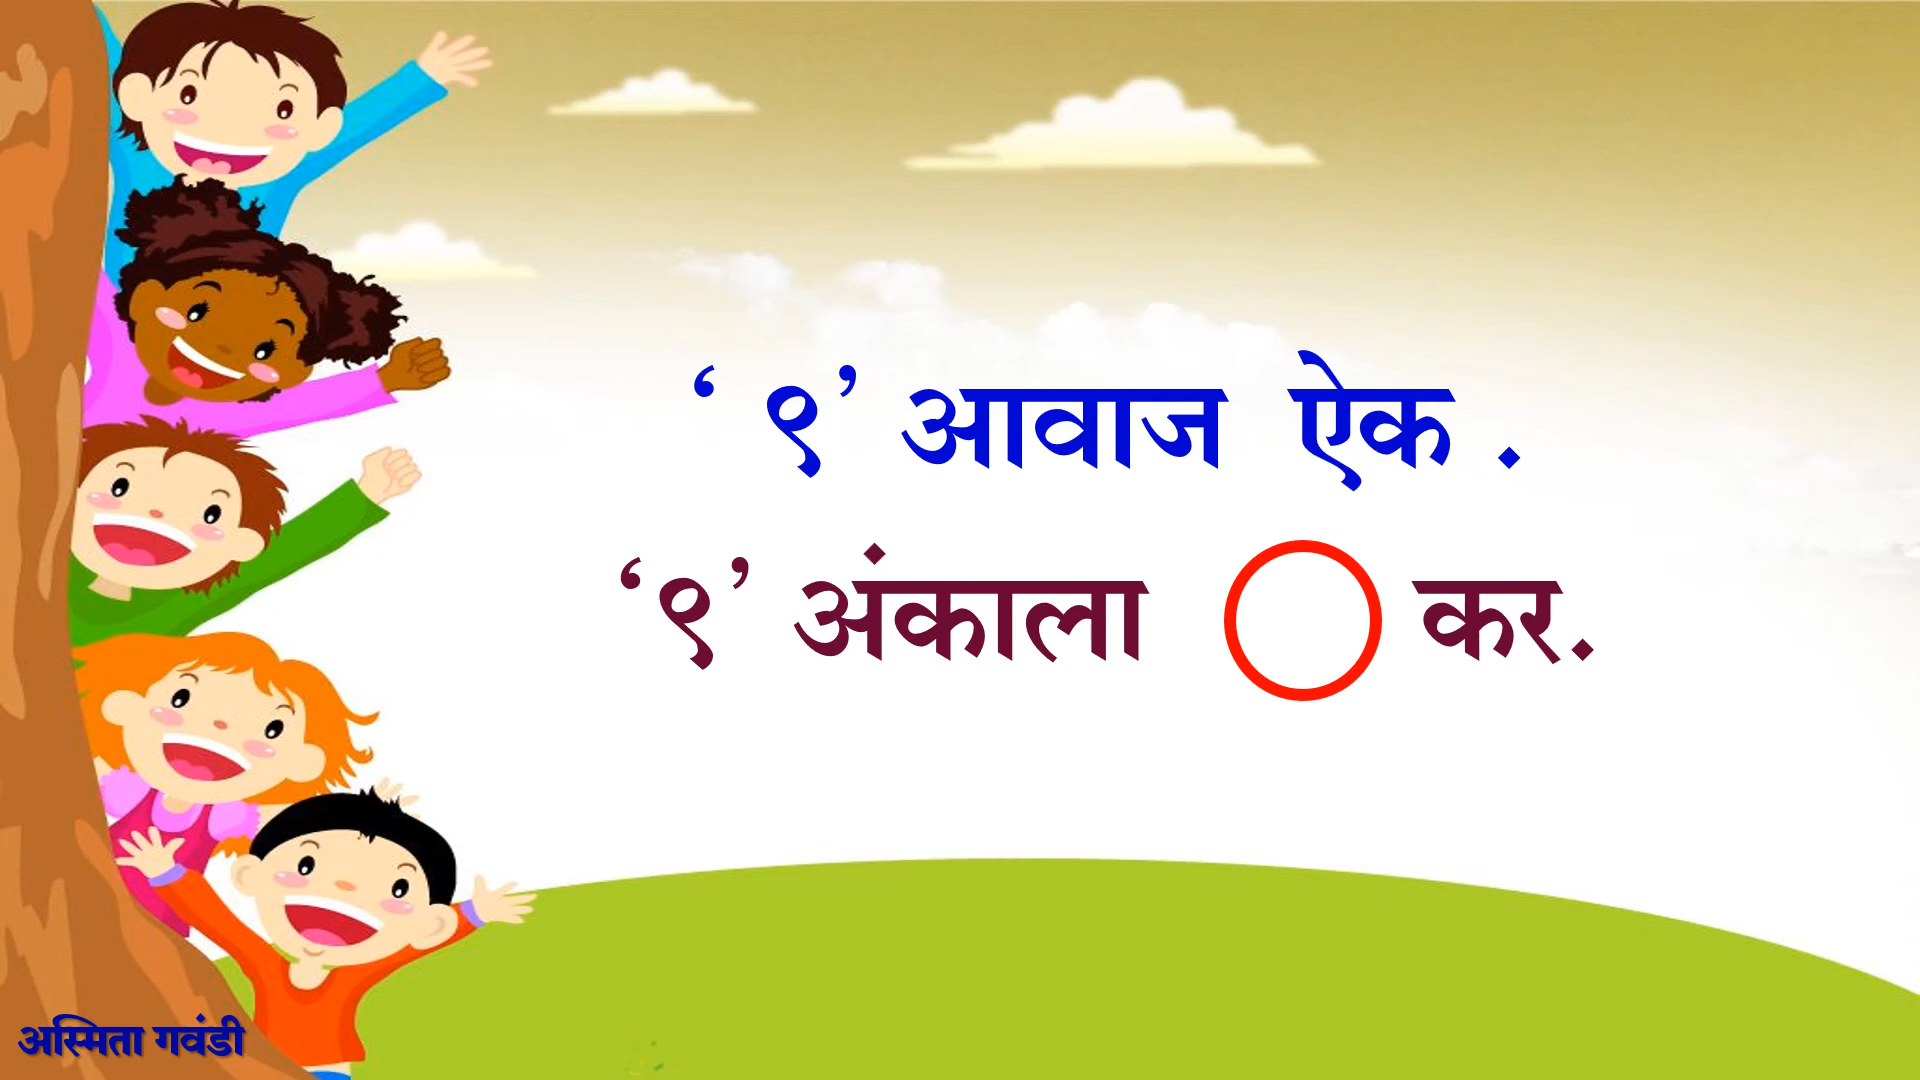 ‘ ९’ आवाज ऐक .
‘९’ अंकाला कर.
अस्मिता गवंडी